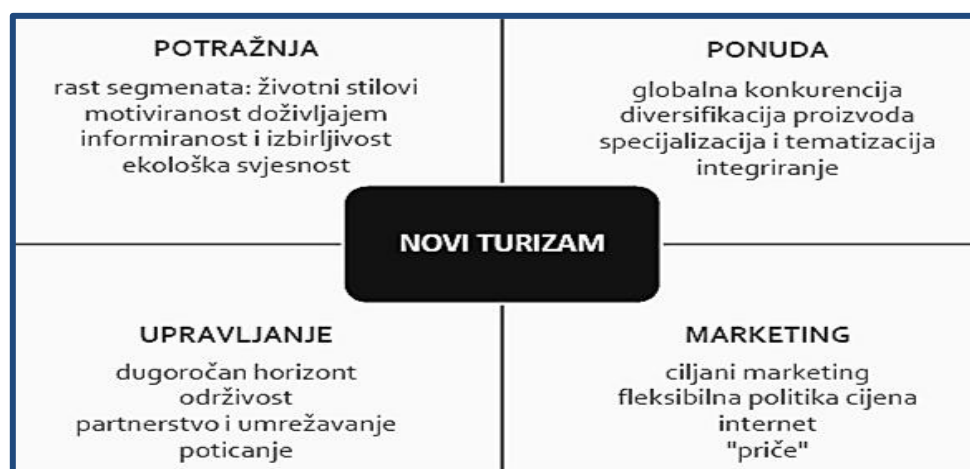 POTRAŽNJA
rast segmenata: životni stilovi
motiviranost doživljajem
informiranost i izbirljivost
ekološka svjesnost
PONUDA
globalna konkurencija
diversifikacija proizvoda
specijalizacija i tematizacija
integriranje
NOVI TURIZAM
UPRAVLJANJE
dugoročan horizont
održivost
partnerstvo i umrežavanje
poticanje
MARKETING
ciljani marketing
fleksibilna politika cijena
internet
"priče"